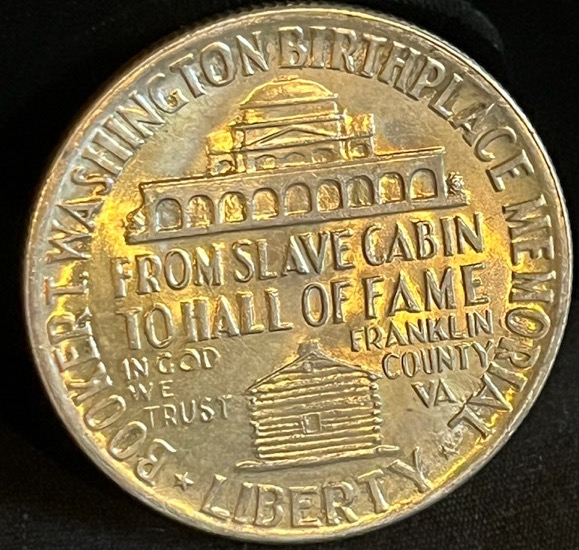 BOOKER T. WASHINGTON BIRTHPLACE MEMORIAL
FROM SLAVE CABIN
TO HALL OF FAME
IN GOD
WE
TRUST
FRANKLIN
COUNTY
VA.
LIBERTY